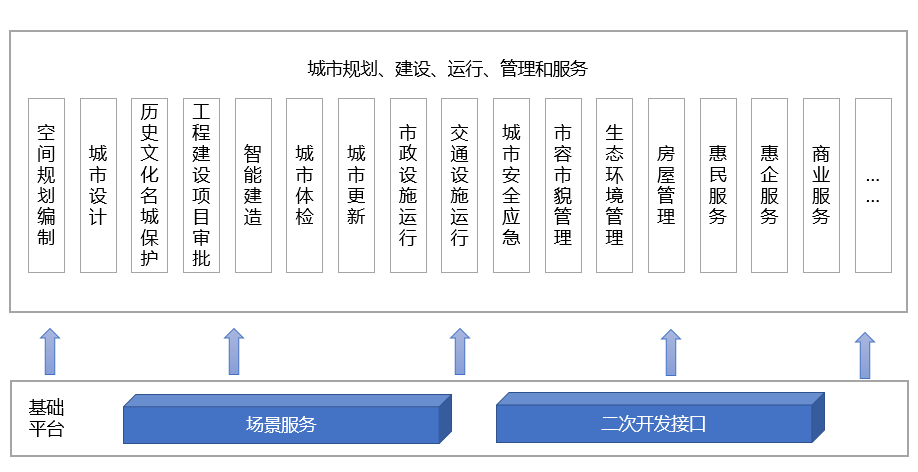 城市规划、建设、运行、管理和服务
空间规划编制
城市设计
历史文化名城保护
工程建设项目审批
智能建造
城市体检
城市更新
市政设施运行
交通设施运行
城市安全应急
市容市貌管理
生态环境管理
房屋管理
惠民服务
惠企服务
商业服务
……
基础
平台
场景服务
二次开发接口